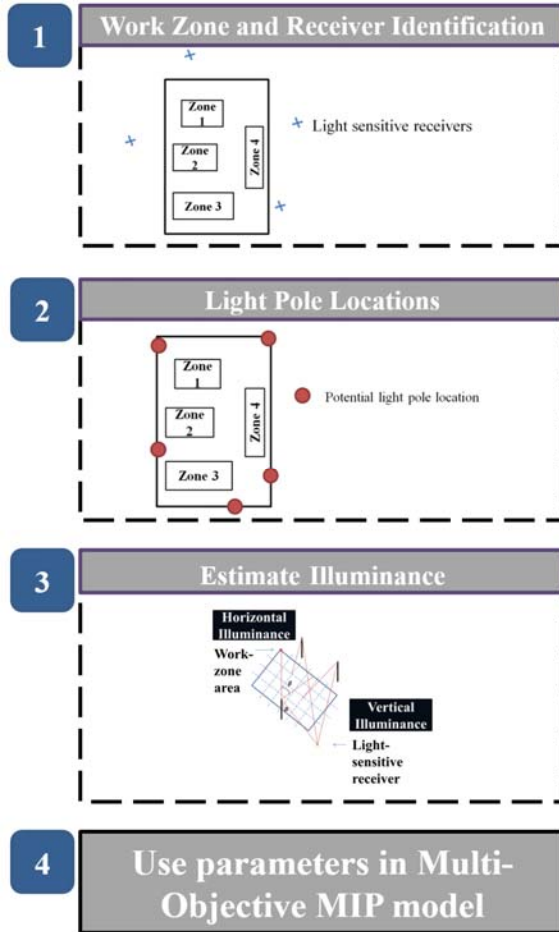 1
Work Zone and Receiver Identification
Zone
1
Zone
2
Zone 3
Zone 4
Light sensitive receivers
2
Light Pole Locations
Zone
1
Zone
2
Zone 3
Zone 4
Potential light pole location
3
Estimate Illuminance
Horizontal
Illuminance
Work-
zone
area
Vertical
Illuminance
Light-
sensitive
receiver
4
Use parameters in Multi-
Objective MIP model